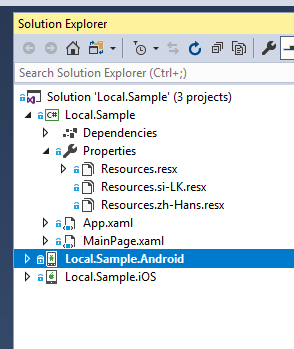 Solution Explorer
Search Solution Explorer (Ctrl+;)
Solution 'Local.Sample' (3 projects)
C# Local.Sample
Dependencies
Properties
Resources.resx
Resources.si-LK.resx
Resources.zh-Hans.resx
App.xaml
MainPage.xaml
Local.Sample.Android
Local.Sample.iOS